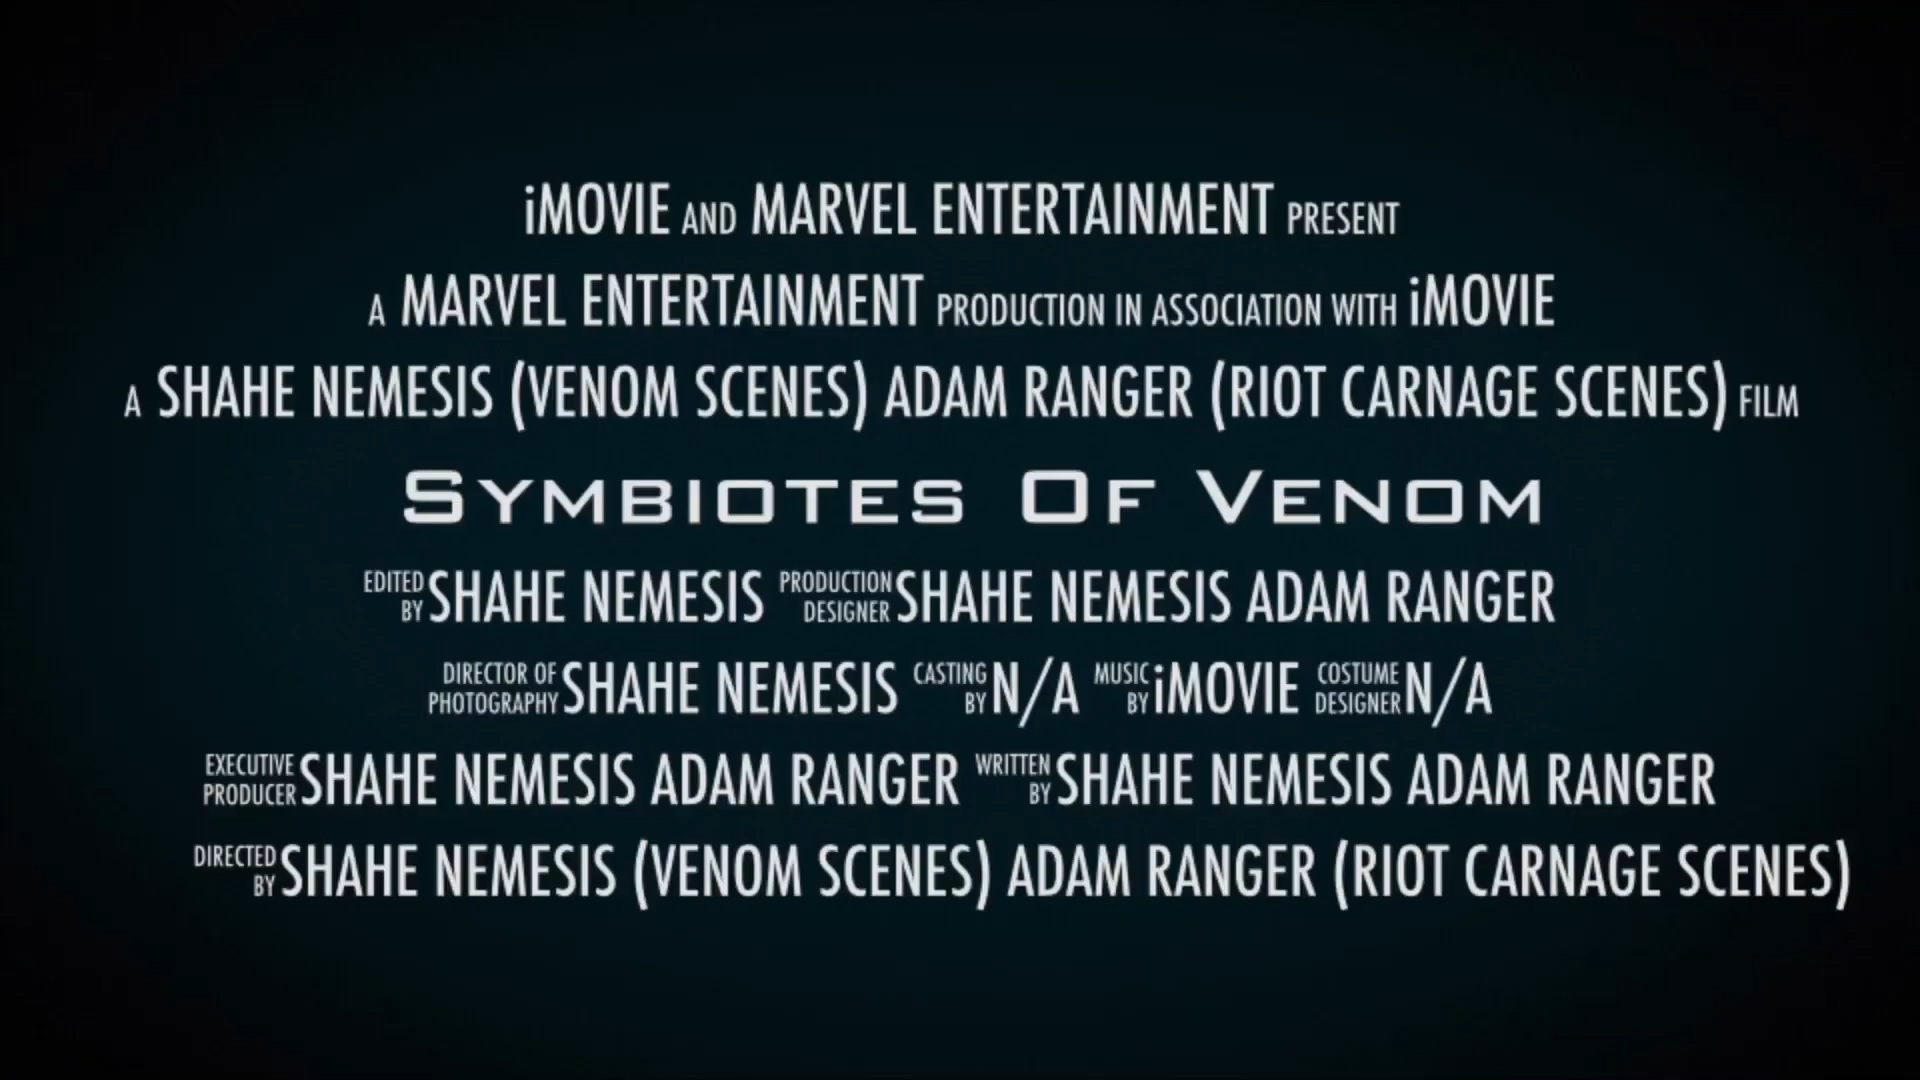 iMOVIE AND MARVEL ENTERTAINMENT PRESENT
A MARVEL ENTERTAINMENT PRODUCTION IN ASSOCIATION WITH iMOVIE
A SHAHE NEMESIS (VENOM SCENES) ADAM RANGER (RIOT CARNAGE SCENES) FILM
SYMBIOTES OF VENOM
EDITED BY SHAHE NEMESIS PRODUCTION DESIGNER SHAHE NEMESIS ADAM RANGER
DIRECTOR OF PHOTOGRAPHY SHAHE NEMESIS CASTING BY N/A MUSIC BY iMOVIE COSTUME DESIGNER N/A
EXECUTIVE PRODUCER SHAHE NEMESIS ADAM RANGER WRITTEN BY SHAHE NEMESIS ADAM RANGER
DIRECTED BY SHAHE NEMESIS (VENOM SCENES) ADAM RANGER (RIOT CARNAGE SCENES)